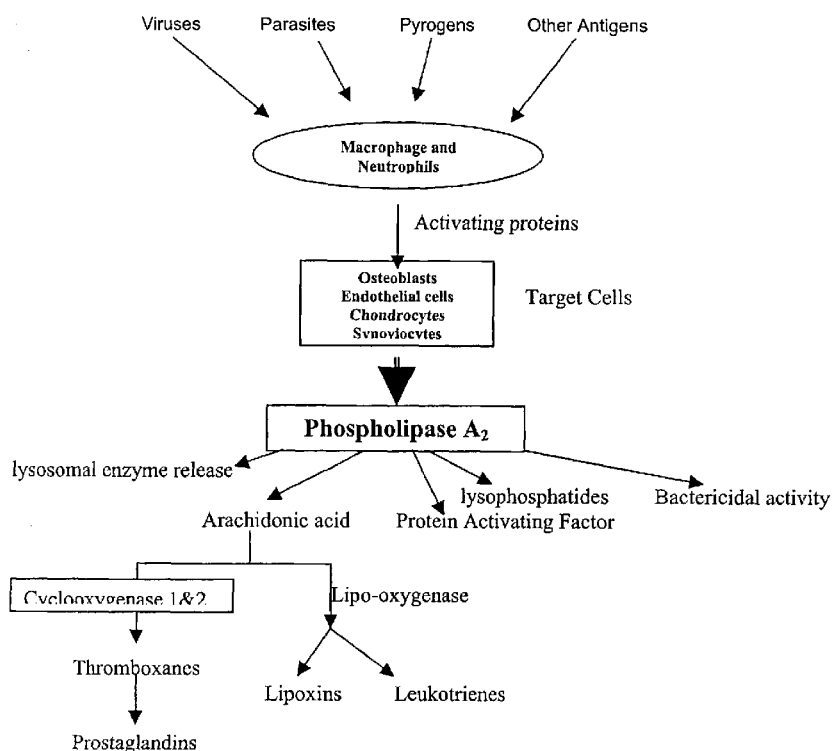 Viruses
Parasites
Pyrogens
Other Antigens
Macrophage and
Neutrophils
Activating proteins
Osteoblasts
Endothelial cells
Chondrocytes
Synoviocytes
Target Cells
Phospholipase A₂
lysosomal enzyme release
lysophosphatides
Bactericidal activity
Arachidonic acid
Protein Activating Factor
Cyclooxygenase 1&2
Lipo-oxygenase
Thromboxanes
Lipoxins
Leukotrienes
Prostaglandins